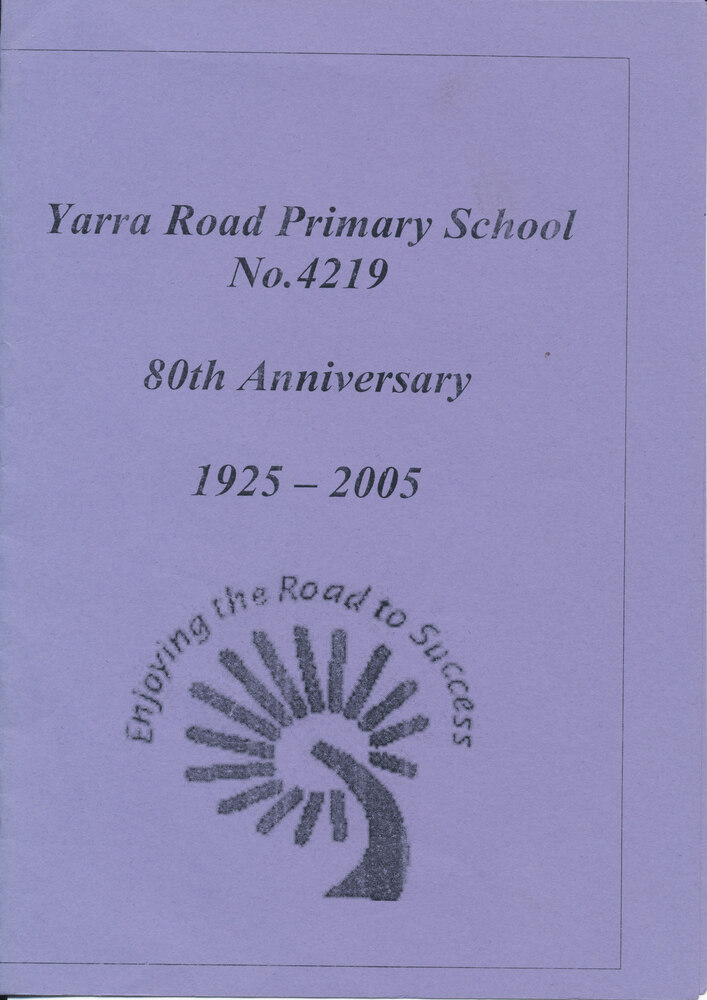 Yarra Road Primary School
No.4219
80th Anniversary
1925 – 2005
Enjoying the Road to Success